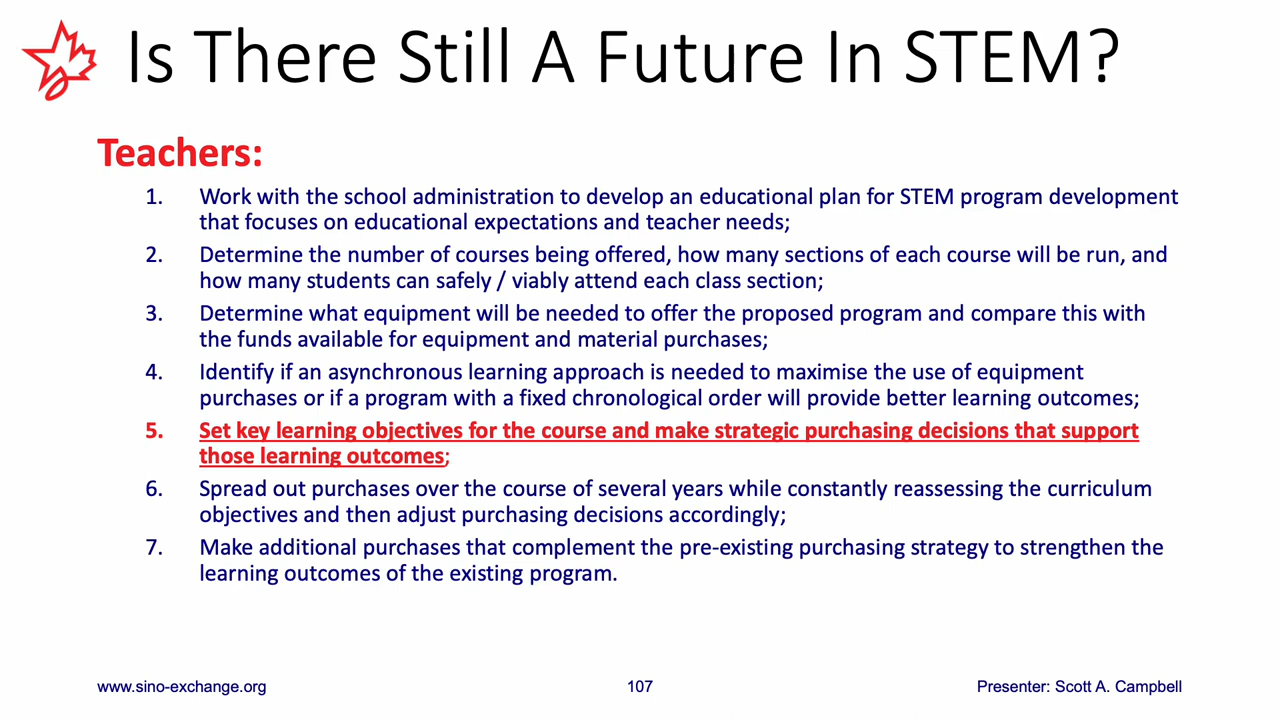 Is There Still A Future In STEM?
Teachers:
1. Work with the school administration to develop an educational plan for STEM program development
that focuses on educational expectations and teacher needs;
2. Determine the number of courses being offered, how many sections of each course will be run, and
how many students can safely / viably attend each class section;
3. Determine what equipment will be needed to offer the proposed program and compare this with
the funds available for equipment and material purchases;
4. Identify if an asynchronous learning approach is needed to maximise the use of equipment
purchases or if a program with a fixed chronological order will provide better learning outcomes;
5. Set key learning objectives for the course and make strategic purchasing decisions that support
those learning outcomes;
6. Spread out purchases over the course of several years while constantly reassessing the curriculum
objectives and then adjust purchasing decisions accordingly;
7. Make additional purchases that complement the pre-existing purchasing strategy to strengthen the
learning outcomes of the existing program.
www.sino-exchange.org 107 Presenter: Scott A. Campbell